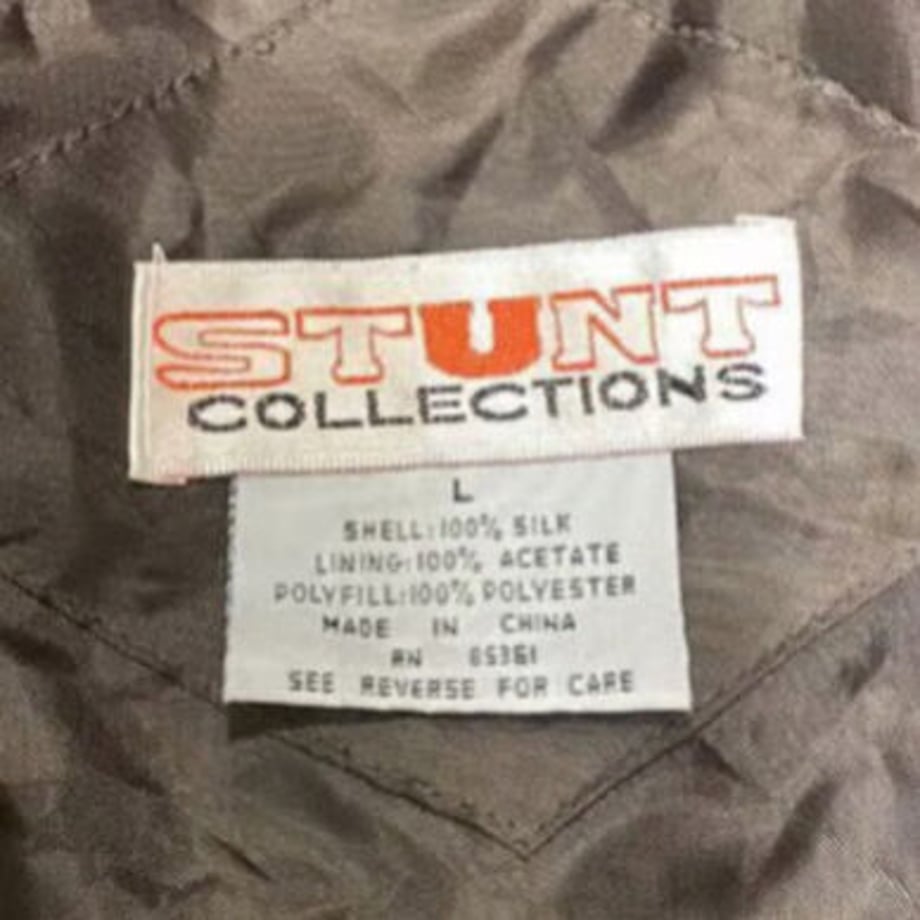 STUNT
COLLECTIONS
L
SHELL:100% SILK
LINING:100% ACETATE
POLYFILL:100% POLYESTER
MADE IN CHINA
RN 85361
SEE REVERSE FOR CARE